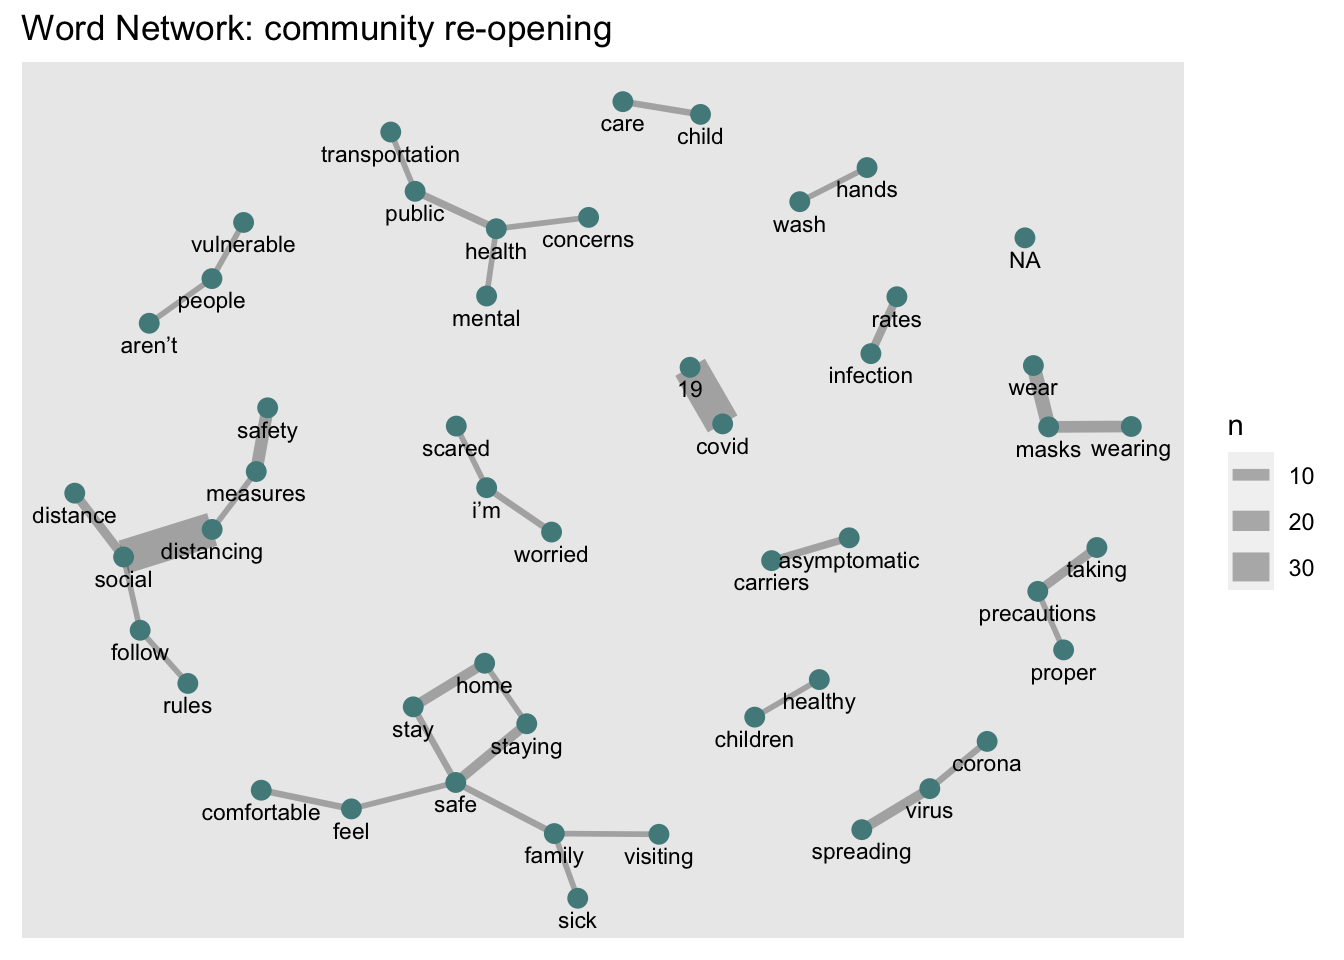 Word Network: community re-opening
care
child
transportation
hands
public
wash
vulnerable
concerns
health
NA
people
mental
rates
aren’t
infection
19
wear
safety
scared
covid
masks
wearing
measures
i’m
distance
distancing
worried
asymptomatic
social
carriers
taking
precautions
follow
proper
home
healthy
rules
stay
staying
children
corona
safe
comfortable
virus
feel
family
visiting
spreading
sick
n
10
20
30